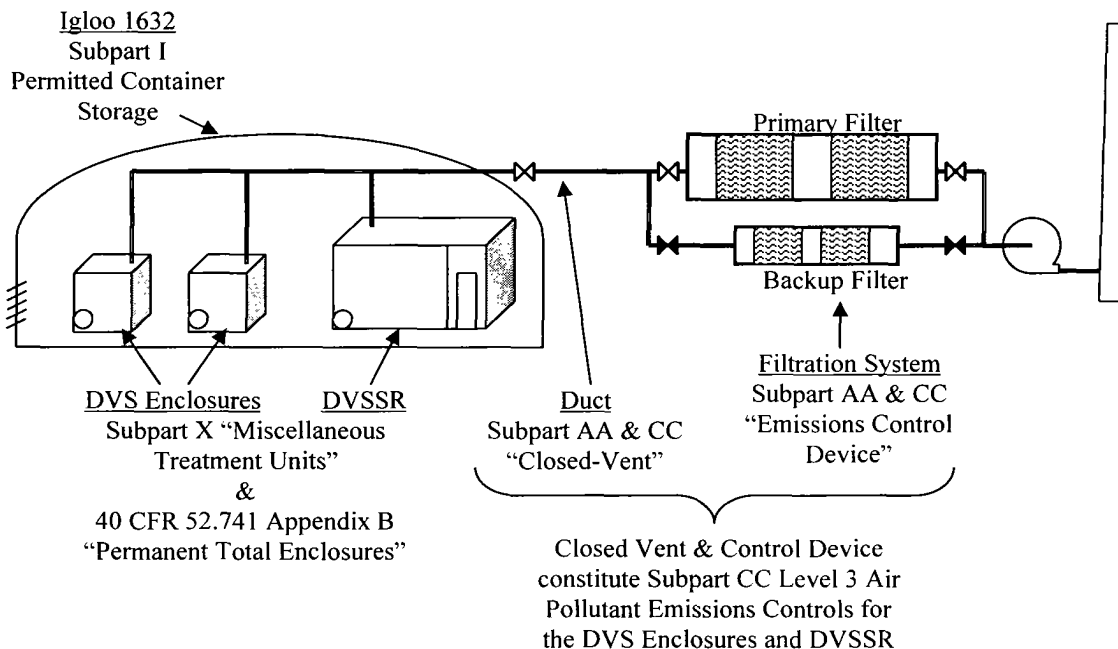 Igloo 1632
Subpart I
Permitted Container
Storage
Primary Filter
Backup Filter
DVS Enclosures
Subpart X “Miscellaneous
Treatment Units”
&
40 CFR 52.741 Appendix B
“Permanent Total Enclosures”
DVSSR
Duct
Subpart AA & CC
“Closed-Vent”
Filtration System
Subpart AA & CC
“Emissions Control
Device”
Closed Vent & Control Device
constitute Subpart CC Level 3 Air
Pollutant Emissions Controls for
the DVS Enclosures and DVSSR